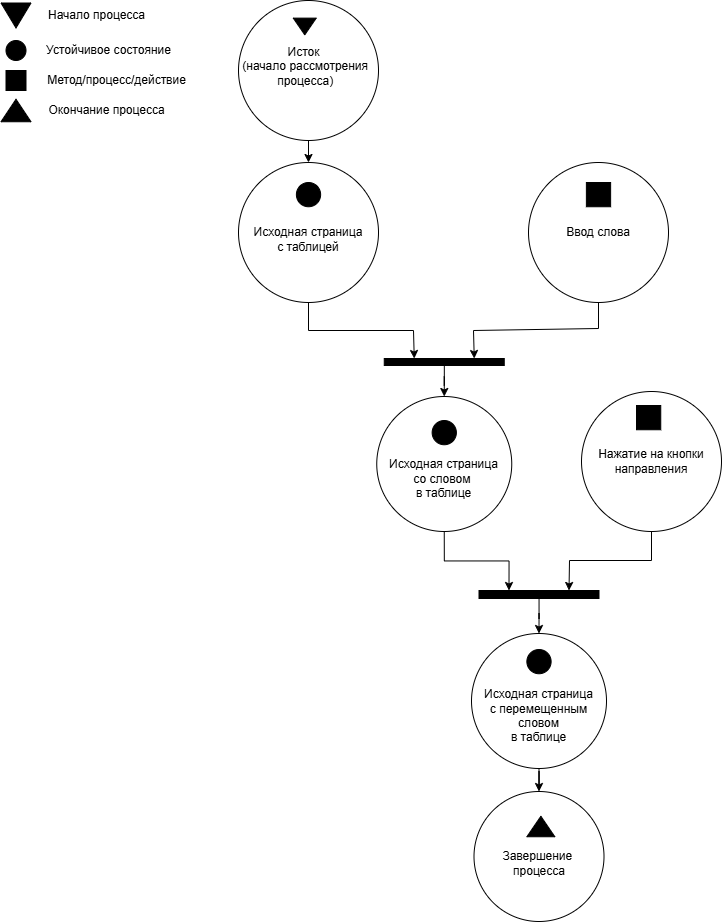 Начало процесса
Устойчивое состояние
Метод/процесс/действие
Окончание процесса
Исток
(начало рассмотрения
процесса)
Исходная страница
с таблицей
Ввод слова
Исходная страница
со словом
в таблице
Нажатие на кнопки
направления
Исходная страница
с перемещенным
словом
в таблице
Завершение
процесса